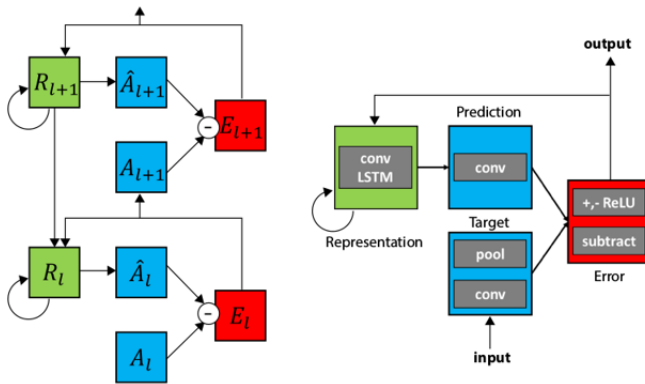 R_{l+1}
Â_{l+1}
-
E_{l+1}
A_{l+1}
R_l
Â_l
-
E_l
A_l
output
Prediction
conv
LSTM
conv
Representation
Target
pool
conv
+,- ReLU
subtract
Error
input